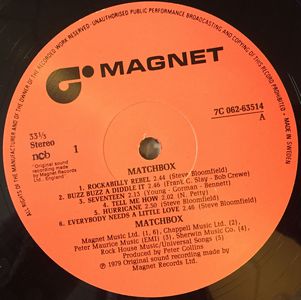 ALL RIGHTS OF THE MANUFACTURER AND OF THE OWNER OF THE RECORDED WORK RESERVED. UNAUTHORISED PUBLIC PERFORMANCE BROADCASTING AND COPYING OF THIS RECORD PROHIBITED · MADE IN SWEDEN
MAGNET
33⅓
Stereo
7C 062-63514
A
ncb
1
"Original sound
recording made
by Magnet Records
Ltd., England"
MATCHBOX
1. ROCKABILLY REBEL 2.44 (Steve Bloomfield)
2. BUZZ BUZZ A DIDDLE IT 2.46 (Frank C. Slay - Bob Crewe)
3. SEVENTEEN 2.13 (Young - Gorman - Bennett)
4. TELL ME HOW 2.02 (N. Petty)
5. HURRICANE 2.50 (Steve Bloomfield)
6. EVERYBODY NEEDS A LITTLE LOVE 2.46 (Steve Bloomfield)
MATCHBOX
Magnet Music Ltd. (1, 6), Chappell Music Ltd. (2),
Peter Maurice Music (EMI) (3), Sherwin Music Co. (4),
Rock House Music/Universal Songs (5)
Produced by Peter Collins
℗ 1979 Original sound recording made by
Magnet Records Ltd.